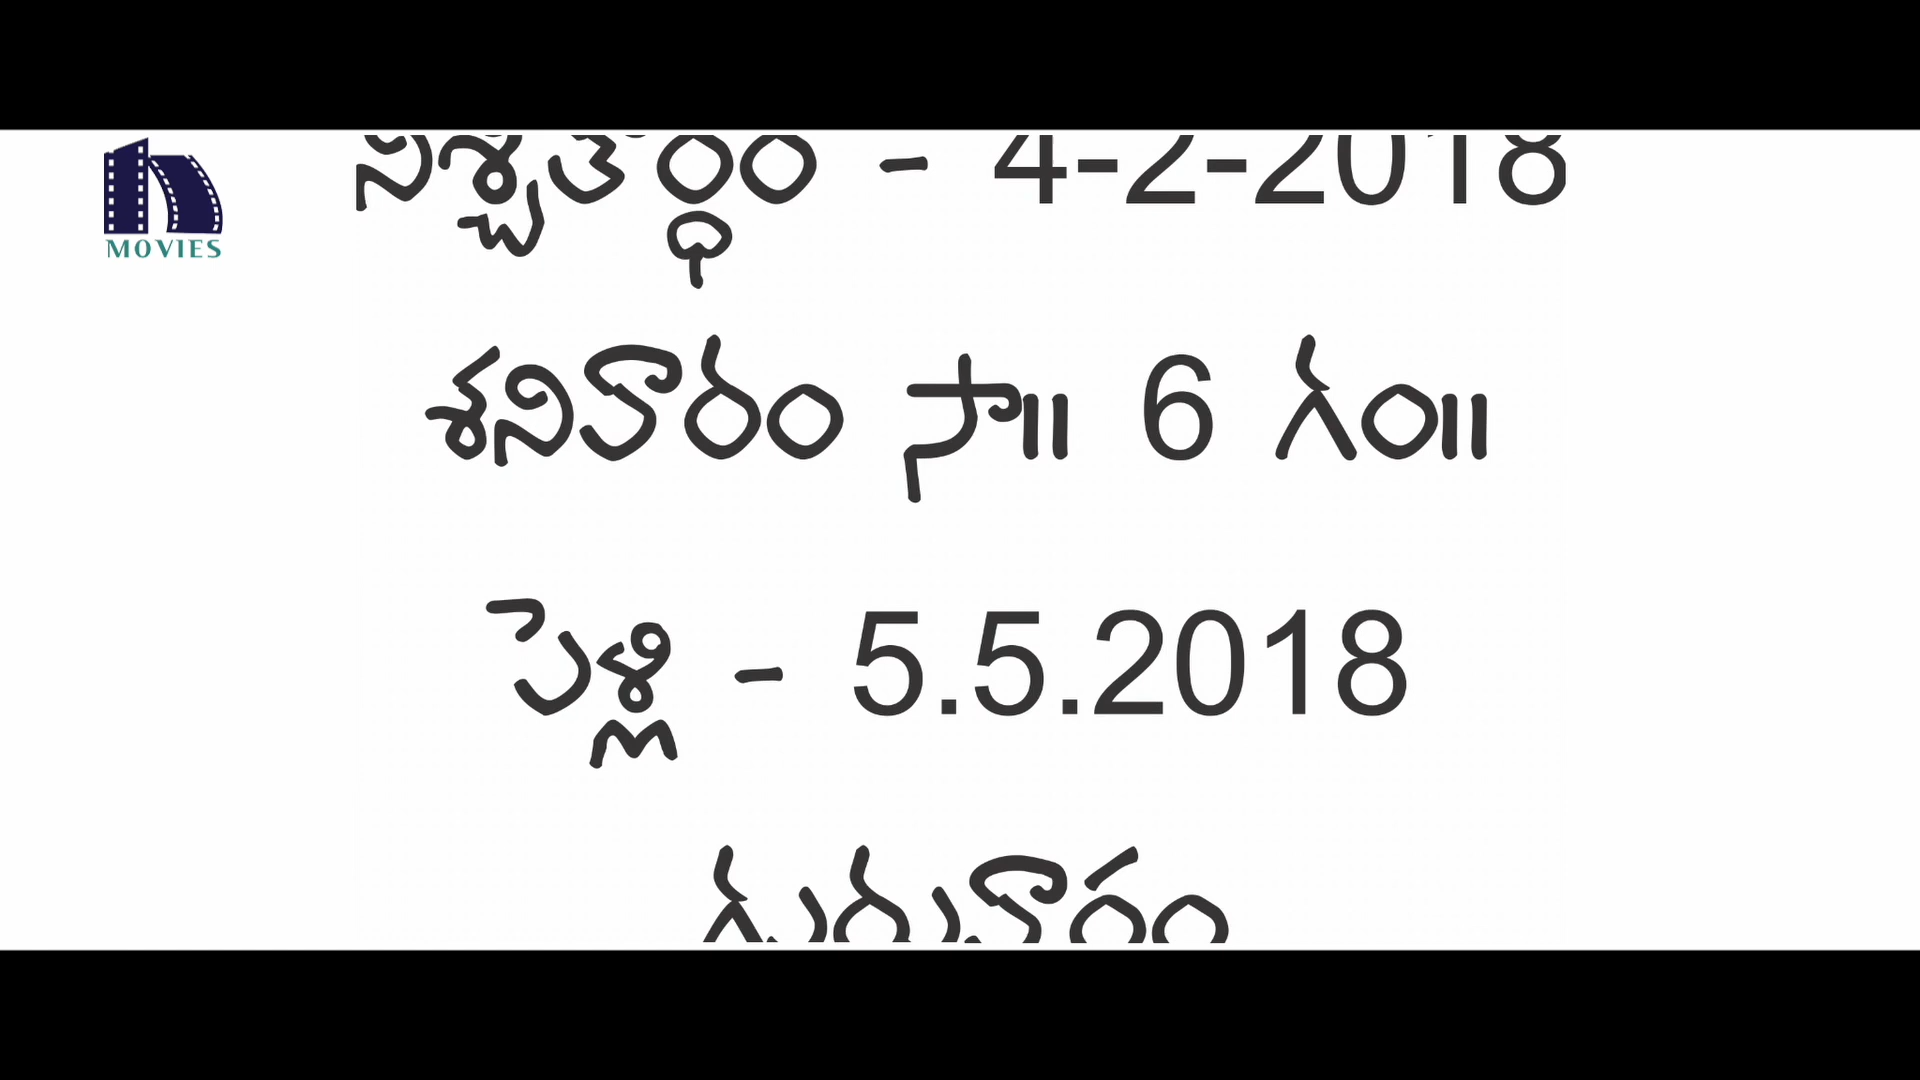 నిశ్చితార్థం - 4-2-2018
MOVIES
శనివారం సా॥ 6 గం॥
పెళ్లి - 5.5.2018
గురువారం